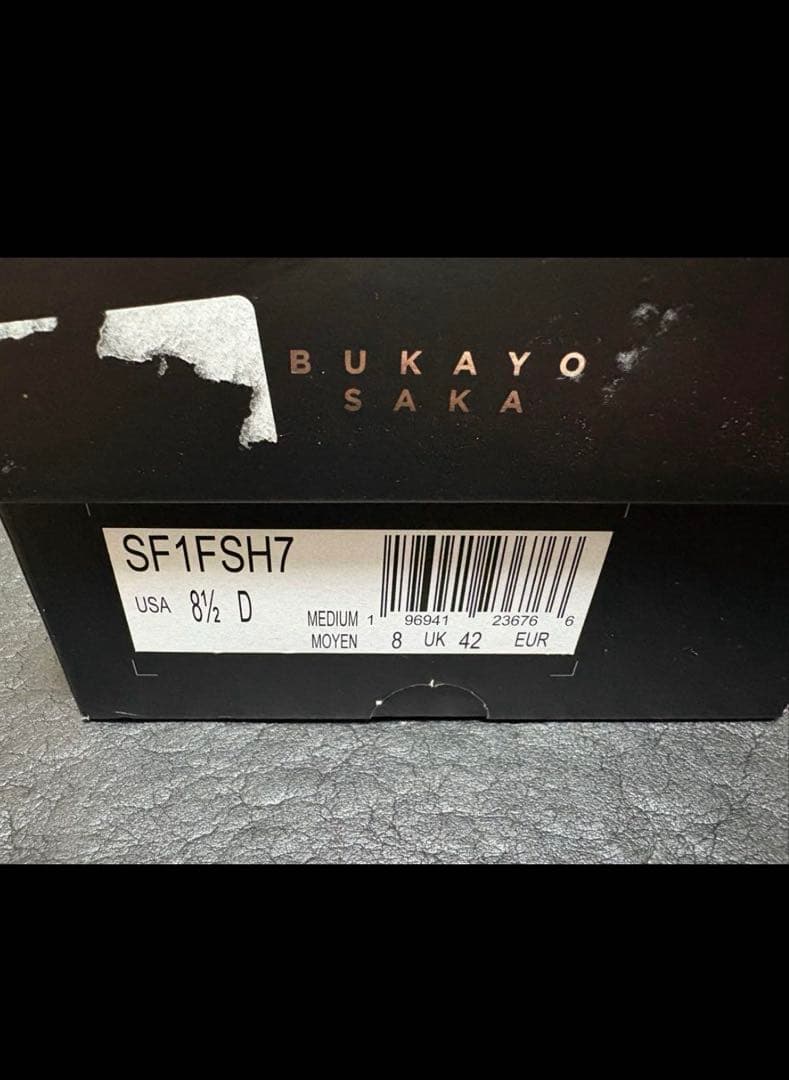 BUKAYO
SAKA
SF1FSH7
USA 8½ D
MEDIUM 1 96941 23676 6
MOYEN 8 UK 42 EUR